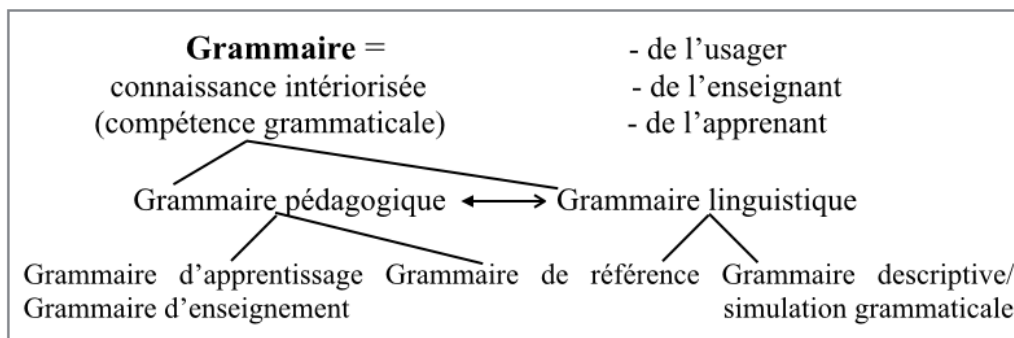 Grammaire =
- de l’usager
connaissance intériorisée
- de l’enseignant
(compétence grammaticale)
- de l’apprenant
Grammaire pédagogique
Grammaire linguistique
Grammaire d’apprentissage Grammaire de référence Grammaire descriptive/
Grammaire d’enseignement
simulation grammaticale